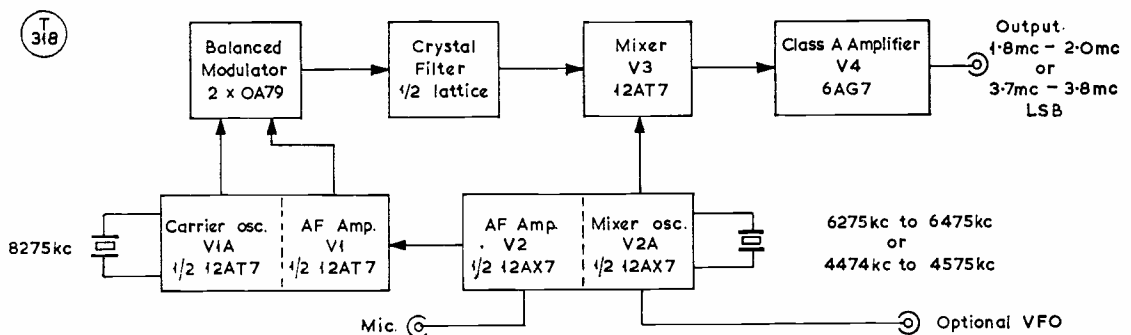 T
318
Balanced
Modulator
2 x OA79
Crystal
Filter
1/2 lattice
Mixer
V3
12AT7
Class A Amplifier
V4
6AG7
Output.
1·8mc – 2·0mc
or
3·7mc – 3·8mc
LSB
8275kc
Carrier osc.
V1A
1/2 12AT7
AF Amp.
V1
1/2 12AT7
AF Amp.
V2
1/2 12AX7
Mixer osc.
V2A
1/2 12AX7
6275kc to 6475kc
or
4474kc to 4575kc
Mic.
Optional VFO